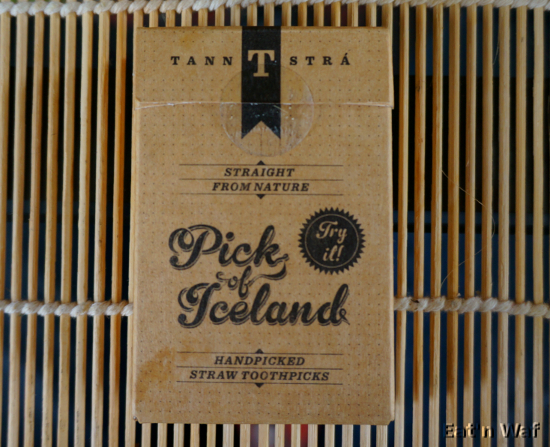 TANN T STRÁ
STRAIGHT
FROM NATURE
Pick
of
Iceland
Try
it!
HANDPICKED
STRAW TOOTHPICKS
Eat'n Waf